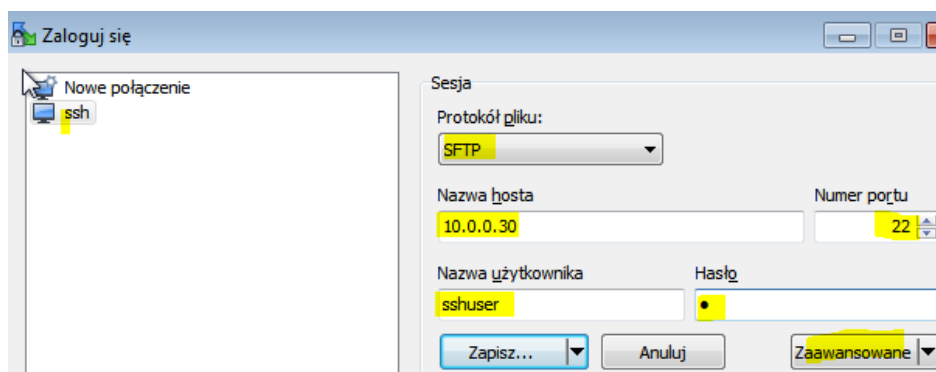 Zaloguj się
Nowe połączenie
ssh
Sesja
Protokół pliku:
SFTP
Nazwa hosta
Numer portu
10.0.0.30
22
Nazwa użytkownika
Hasło
sshuser
•
Zapisz...
Anuluj
Zaawansowane